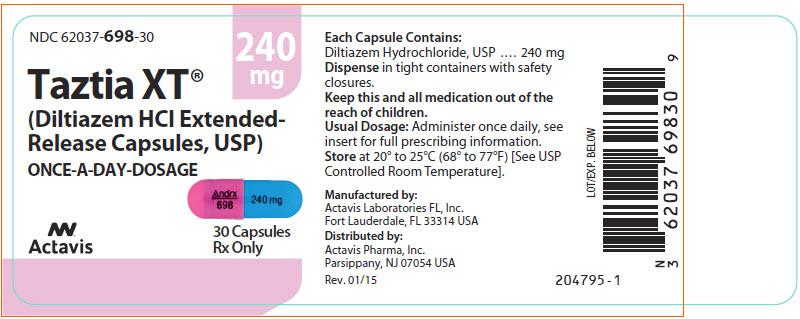 NDC 62037-698-30
240
mg
Taztia XT®
(Diltiazem HCl Extended-
Release Capsules, USP)
ONCE-A-DAY-DOSAGE
Andrx
698
240 mg
30 Capsules
Rx Only
Actavis
Each Capsule Contains:
Diltiazem Hydrochloride, USP .... 240 mg
Dispense in tight containers with safety
closures.
Keep this and all medication out of the
reach of children.
Usual Dosage: Administer once daily, see
insert for full prescribing information.
Store at 20° to 25°C (68° to 77°F) [See USP
Controlled Room Temperature].
Manufactured by:
Actavis Laboratories FL, Inc.
Fort Lauderdale, FL 33314 USA
Distributed by:
Actavis Pharma, Inc.
Parsippany, NJ 07054 USA
Rev. 01/15
204795-1
LOT/EXP. BELOW
N
3 62037 69830 9